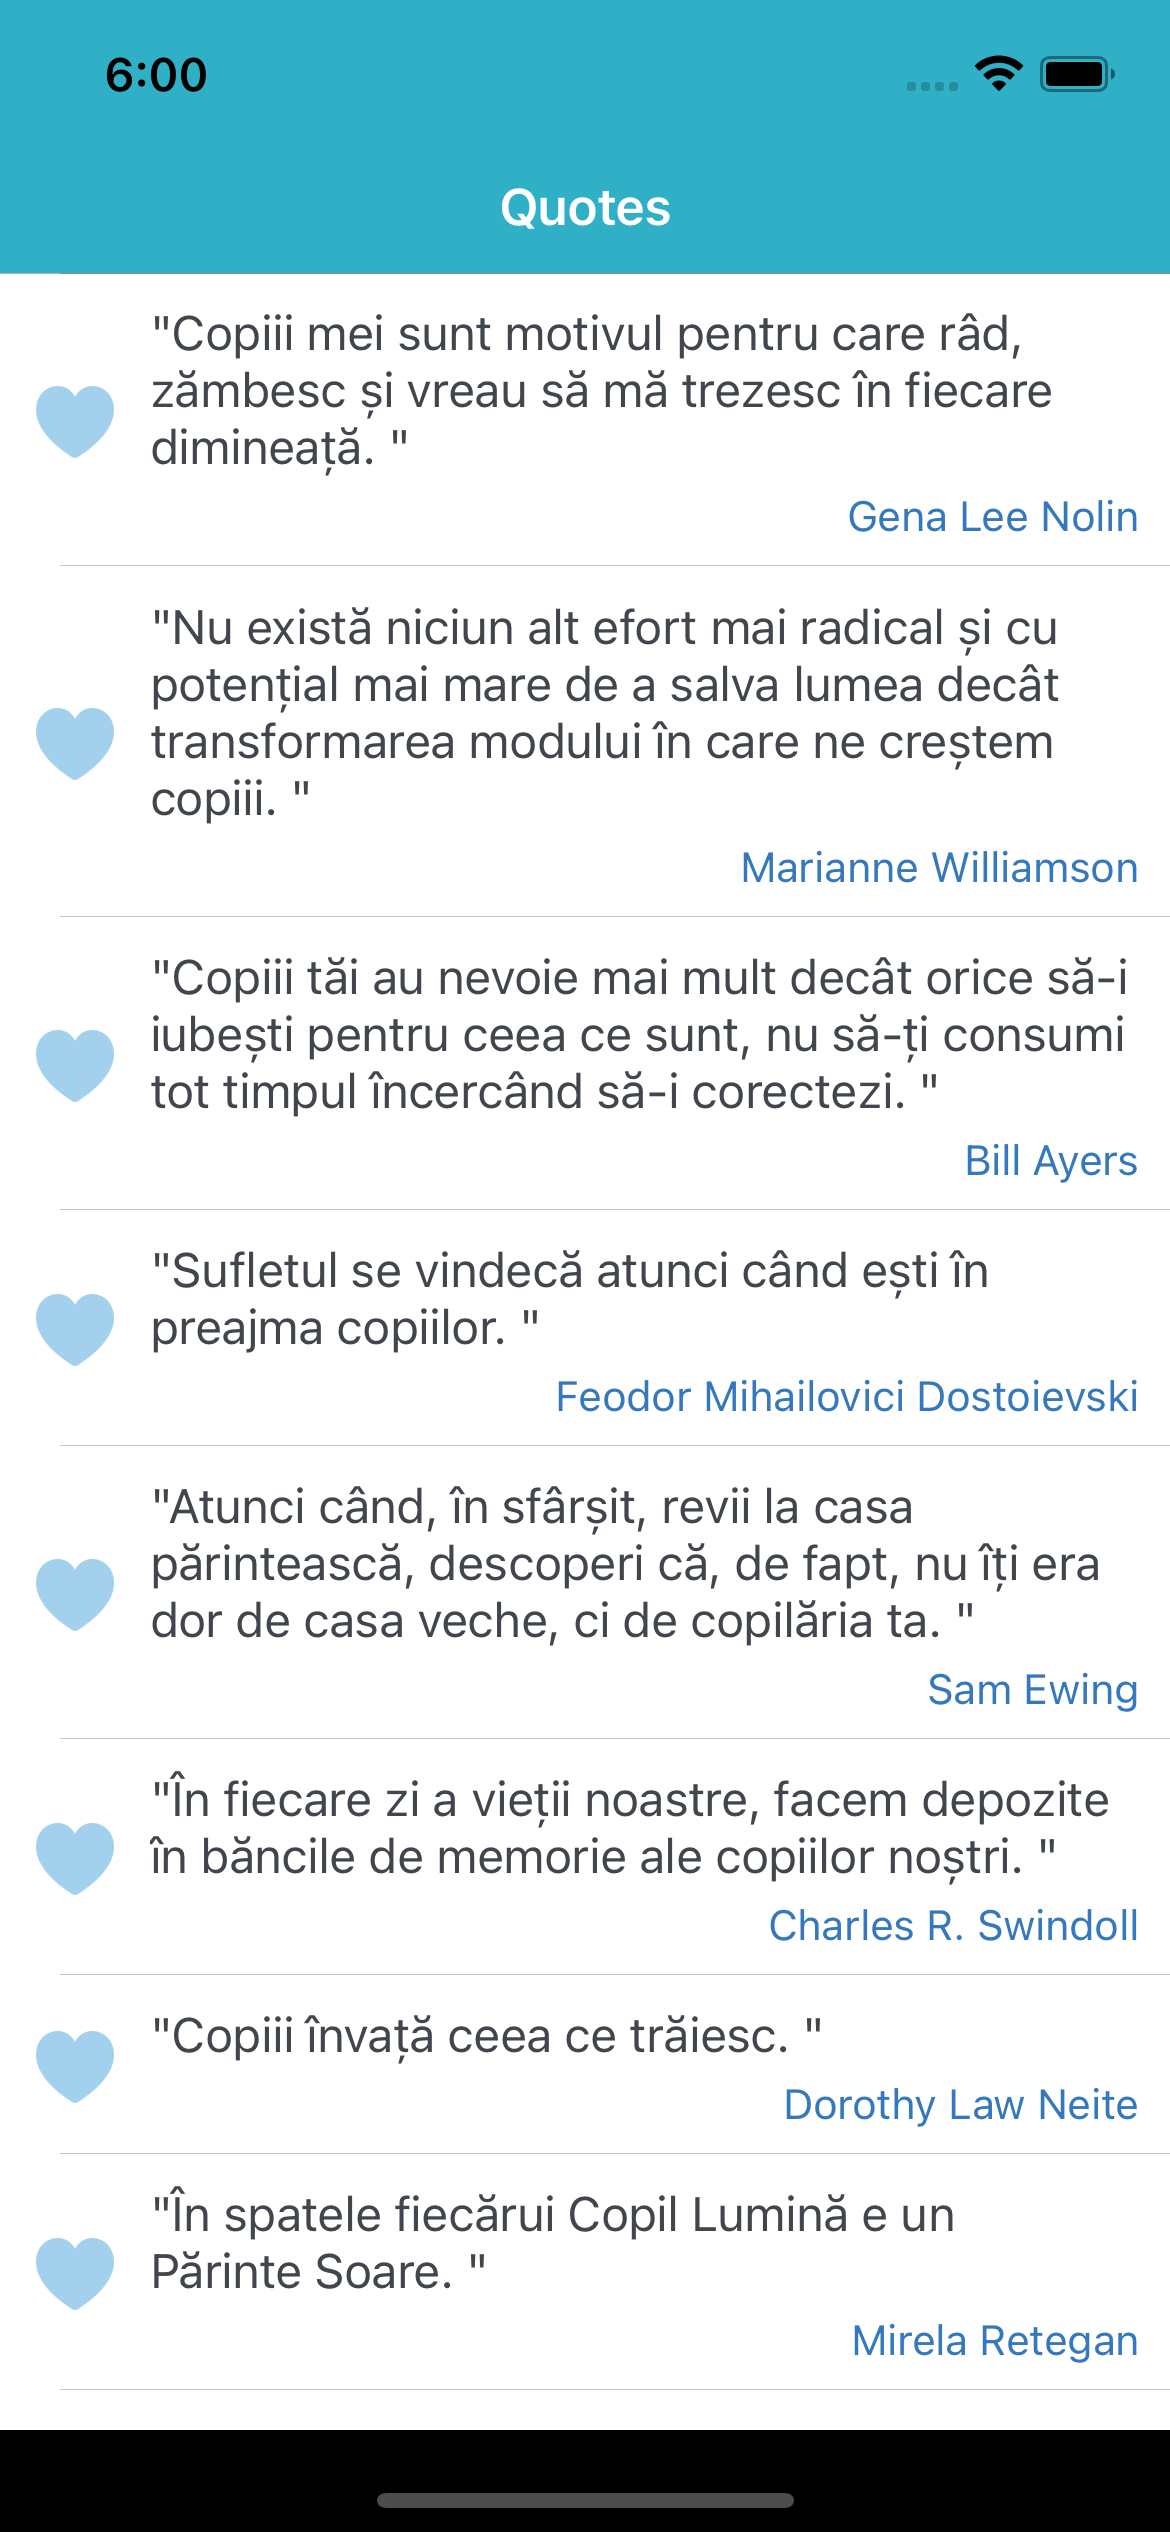 6:00
Quotes
"Copiii mei sunt motivul pentru care râd,
zămbesc și vreau să mă trezesc în fiecare
dimineață. "
Gena Lee Nolin
"Nu există niciun alt efort mai radical și cu
potențial mai mare de a salva lumea decât
transformarea modului în care ne creștem
copiii. "
Marianne Williamson
"Copiii tăi au nevoie mai mult decât orice să-i
iubești pentru ceea ce sunt, nu să-ți consumi
tot timpul încercând să-i corectezi. "
Bill Ayers
"Sufletul se vindecă atunci când ești în
preajma copiilor. "
Feodor Mihailovici Dostoievski
"Atunci când, în sfârșit, revii la casa
părintească, descoperi că, de fapt, nu îți era
dor de casa veche, ci de copilăria ta. "
Sam Ewing
"În fiecare zi a vieții noastre, facem depozite
în băncile de memorie ale copiilor noștri. "
Charles R. Swindoll
"Copiii învață ceea ce trăiesc. "
Dorothy Law Neite
"În spatele fiecărui Copil Lumină e un
Părinte Soare. "
Mirela Retegan